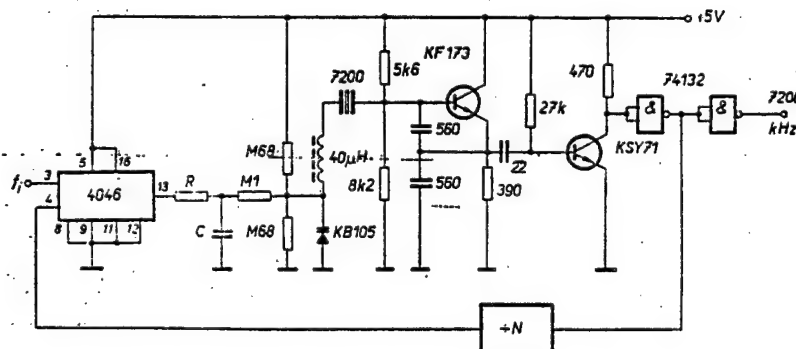 +5V
KF173
5k6
7200
470
74132
27k
&
&
7200
kHz
560
M68
40µH
KSY71
5
16
22
3
fi
4046
13
R
M1
8k2
560
390
4
8
9
11
12
C
M68
KB105
÷N